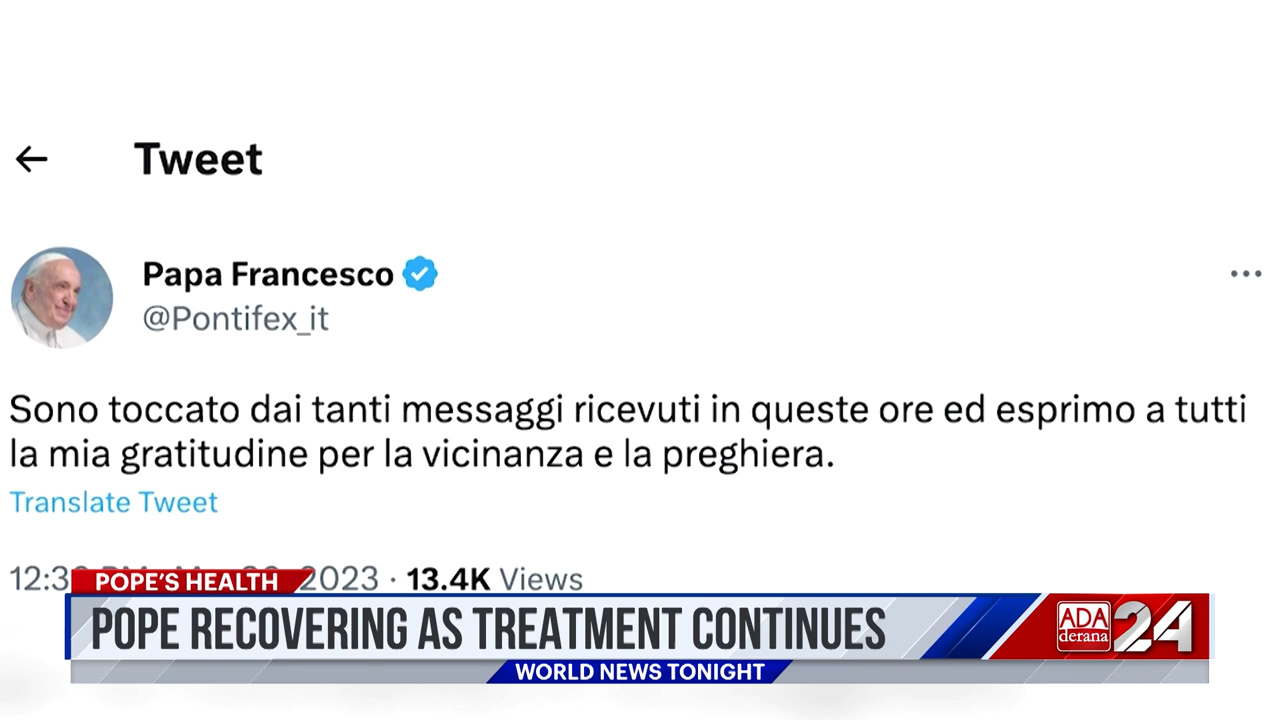 Tweet
Papa Francesco
@Pontifex_it
Sono toccato dai tanti messaggi ricevuti in queste ore ed esprimo a tutti
la mia gratitudine per la vicinanza e la preghiera.
Translate Tweet
2023 · 13.4K Views
POPE'S HEALTH
POPE RECOVERING AS TREATMENT CONTINUES
ADA
derana
24
WORLD NEWS TONIGHT